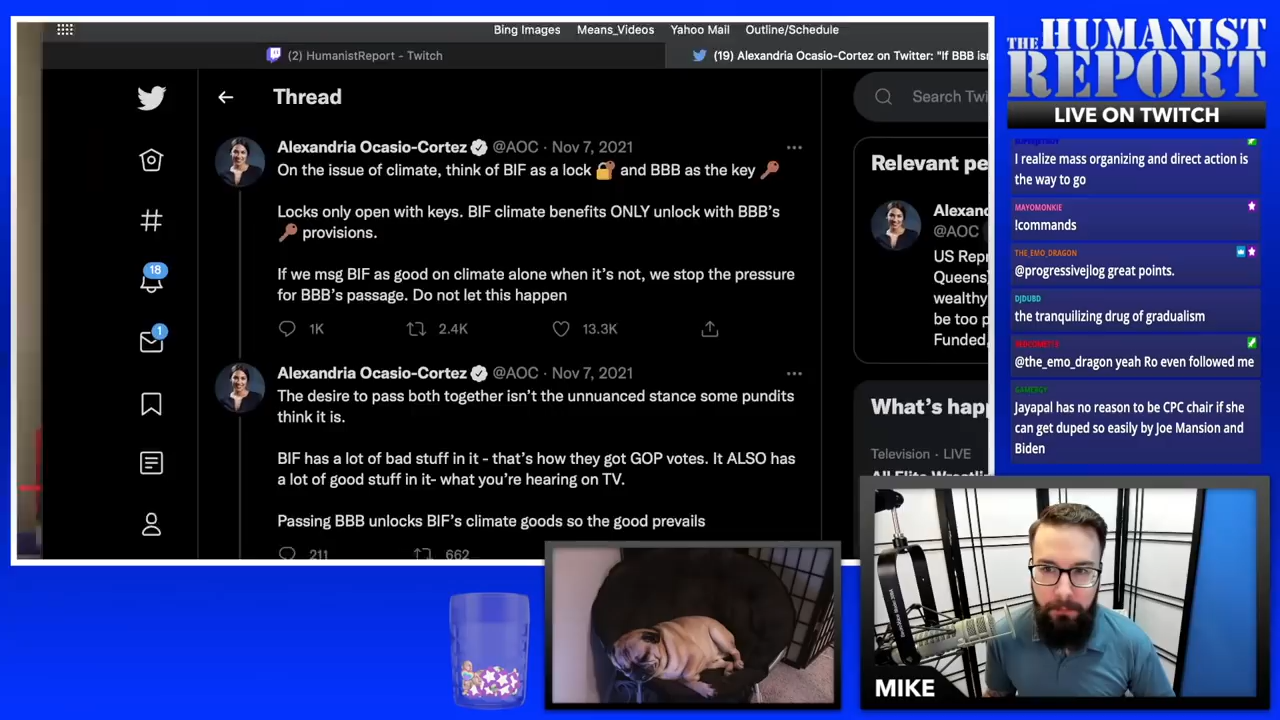 Bing Images Means_Videos Yahoo Mail Outline/Schedule
(2) HumanistReport - Twitch
(19) Alexandria Ocasio-Cortez on Twitter: "If BBB isn
Thread
Search Twi
Alexandria Ocasio-Cortez @AOC · Nov 7, 2021
On the issue of climate, think of BIF as a lock 🔐 and BBB as the key 🔑
Locks only open with keys. BIF climate benefits ONLY unlock with BBB's
🔑 provisions.
If we msg BIF as good on climate alone when it's not, we stop the pressure
for BBB's passage. Do not let this happen
1K 2.4K 13.3K
Alexandria Ocasio-Cortez @AOC · Nov 7, 2021
The desire to pass both together isn't the unnuanced stance some pundits
think it is.
BIF has a lot of bad stuff in it - that's how they got GOP votes. It ALSO has
a lot of good stuff in it- what you're hearing on TV.
Passing BBB unlocks BIF's climate goods so the good prevails
211 662
18
1
Relevant pe
Alexand
@AOC
US Repr
Queens)
wealthy
be too p
Funded,
What's happ
Television · LIVE
All Elite Wrestlin
THE HUMANIST
REPORT
LIVE ON TWITCH
I realize mass organizing and direct action is
the way to go
MAYOMONKIE
!commands
THE_EMO_DRAGON
@progressivejlog great points.
DJDUBD
the tranquilizing drug of gradualism
@the_emo_dragon yeah Ro even followed me
GAMERGY
Jayapal has no reason to be CPC chair if she
can get duped so easily by Joe Mansion and
Biden
MIKE